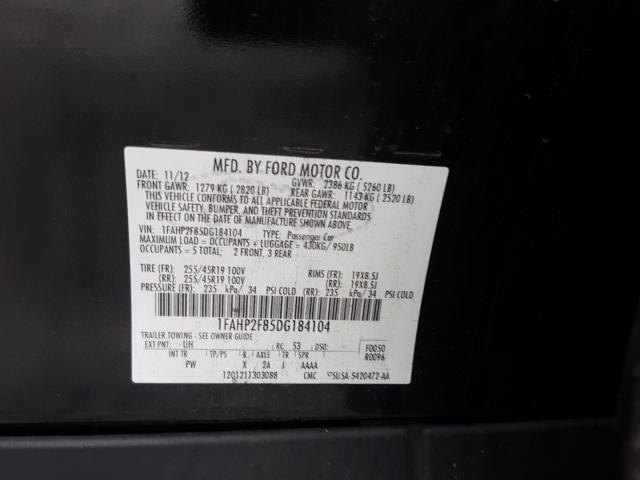 MFD. BY FORD MOTOR CO.
DATE: 11/12 GVWR: 2386 KG ( 5260 LB)
FRONT GAWR: 1279 KG ( 2820 LB) REAR GAWR: 1143 KG ( 2520 LB)
THIS VEHICLE CONFORMS TO ALL APPLICABLE FEDERAL MOTOR
VEHICLE SAFETY, BUMPER, AND THEFT PREVENTION STANDARDS
IN EFFECT ON THE DATE OF MANUFACTURE SHOWN ABOVE.
VIN: 1FAHP2F85DG184104 TYPE: Passenger Car
MAXIMUM LOAD = OCCUPANTS + LUGGAGE = 430KG/ 950LB
OCCUPANTS = 5 TOTAL; 2 FRONT, 3 REAR
TIRE (FR): 255/45R19 100V RIMS (FR): 19X8.5J
(RR): 255/45R19 100V (RR): 19X8.5J
PRESSURE (FR): 235 kPa/ 34 PSI COLD (RR): 235 kPa/ 34 PSI COLD
1FAHP2F85DG184104
TRAILER TOWING - SEE OWNER GUIDE
EXT PNT: UH RC: 53 DSO: F0050
INT TR TP/PS R AXLE TR SPR R0096
PW X 2A J AAAA
1201211303088 CMC 5U5A-5420472-AA